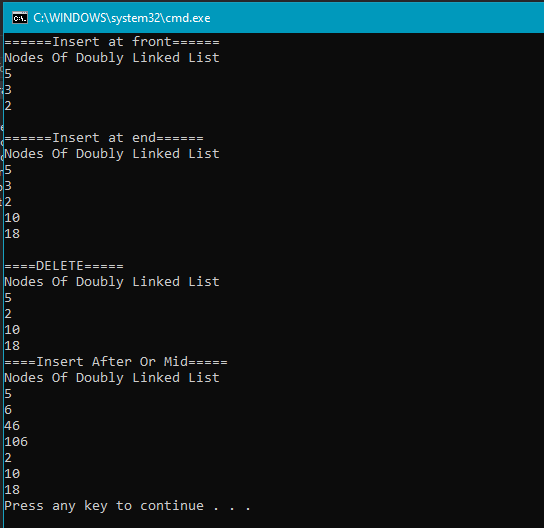 C:\WINDOWS\system32\cmd.exe
======Insert at front======
Nodes Of Doubly Linked List
5
3
2
======Insert at end======
Nodes Of Doubly Linked List
5
3
2
10
18
====DELETE=====
Nodes Of Doubly Linked List
5
2
10
18
====Insert After Or Mid=====
Nodes Of Doubly Linked List
5
6
46
106
2
10
18
Press any key to continue . . .